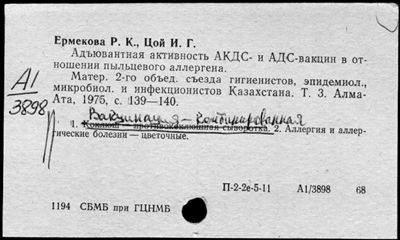 Ермекова Р. К., Цой И. Г.
Адъювантная активность АКДС- и АДС-вакцин в от-
ношении пыльцевого аллергена.
Матер. 2-го объед. съезда гигиенистов, эпидемиол.,
микробиол. и инфекционистов Казахстана. Т. 3. Алма-
Ата, 1975, с. 139—140.
А1
3898
Вакцинация — комбинированная
1. Коклюш — противококлюшная сыворотка. 2. Аллергия и аллер-
гические болезни — цветочные.
П-2-2е-5-11 А1/3898 68
1194 СБМБ при ГЦНМБ